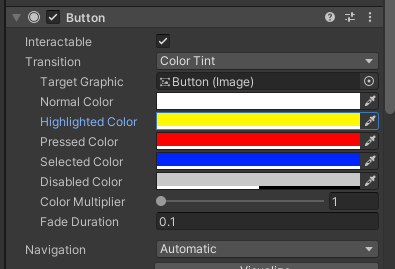 Button
Interactable
Transition Color Tint
Target Graphic Button (Image)
Normal Color
Highlighted Color
Pressed Color
Selected Color
Disabled Color
Color Multiplier 1
Fade Duration 0.1
Navigation Automatic
Visualize